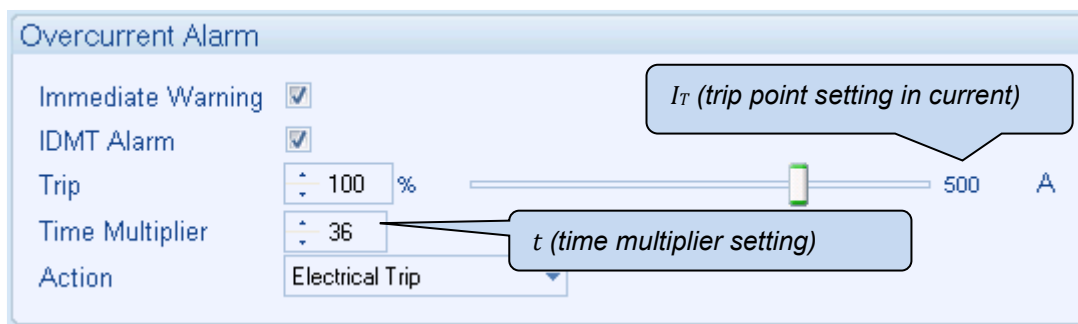 Overcurrent Alarm
Immediate Warning
IT (trip point setting in current)
IDMT Alarm
Trip 100 % 500 A
Time Multiplier 36
t (time multiplier setting)
Action Electrical Trip